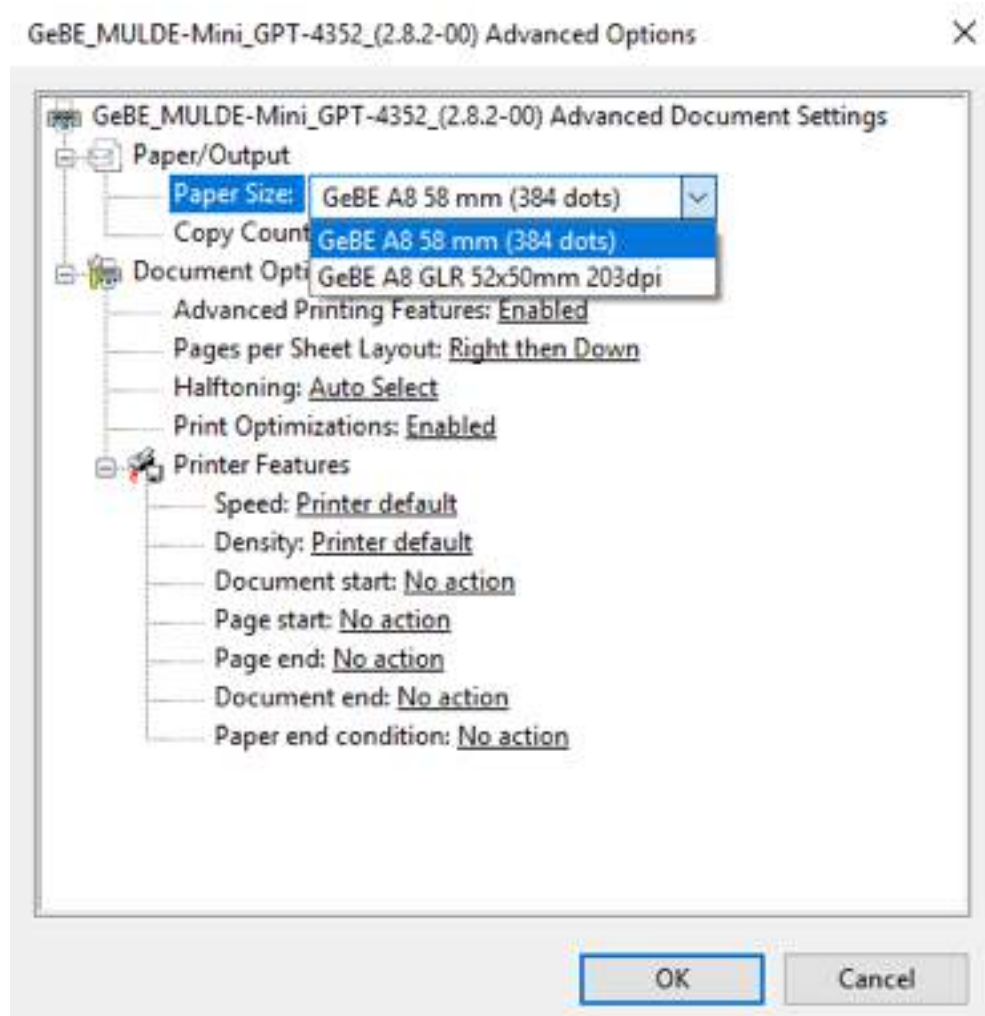 GeBE_MULDE-Mini_GPT-4352_(2.8.2-00) Advanced Options
GeBE_MULDE-Mini_GPT-4352_(2.8.2-00) Advanced Document Settings
Paper/Output
Paper Size: GeBE A8 58 mm (384 dots)
Copy Count
GeBE A8 58 mm (384 dots)
GeBE A8 GLR 52x50mm 203dpi
Document Opti
Advanced Printing Features: Enabled
Pages per Sheet Layout: Right then Down
Halftoning: Auto Select
Print Optimizations: Enabled
Printer Features
Speed: Printer default
Density: Printer default
Document start: No action
Page start: No action
Page end: No action
Document end: No action
Paper end condition: No action
OK Cancel